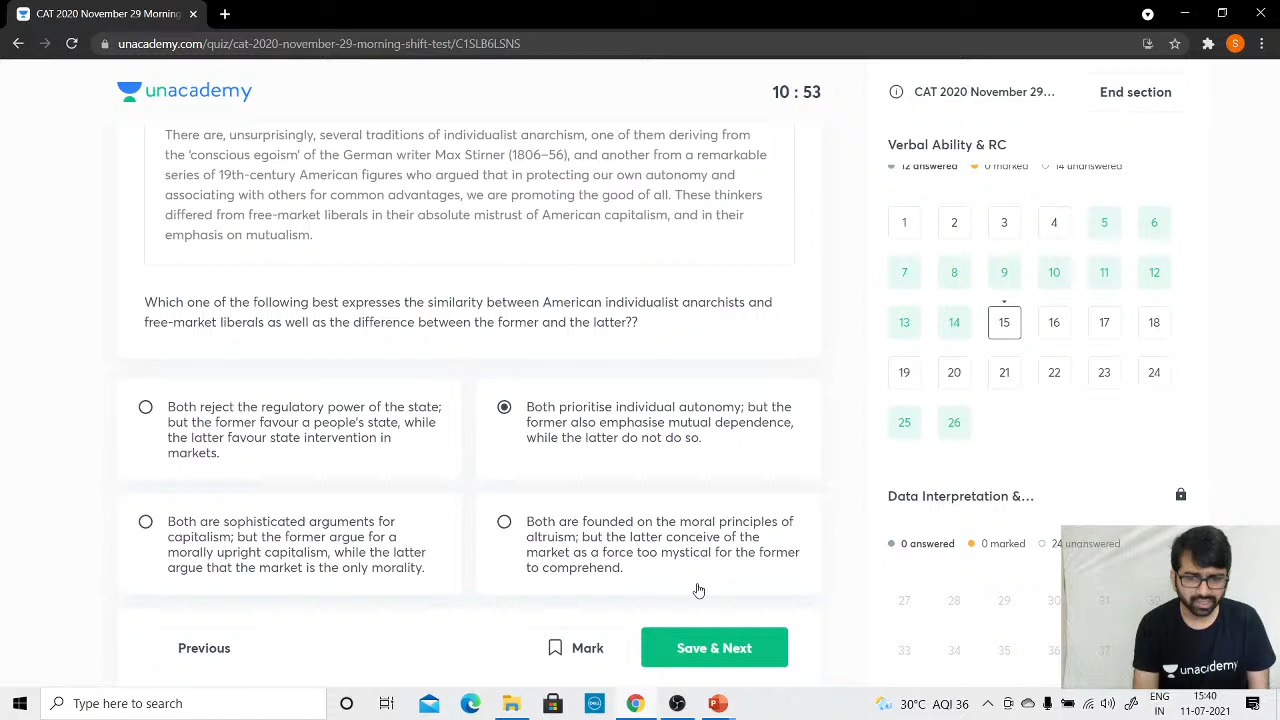 CAT 2020 November 29 Morning
unacademy.com/quiz/cat-2020-november-29-morning-shift-test/C1SLB6LSNS
S
unacademy
10 : 53
CAT 2020 November 29...
End section
There are, unsurprisingly, several traditions of individualist anarchism, one of them deriving from
the 'conscious egoism' of the German writer Max Stirner (1806–56), and another from a remarkable
series of 19th-century American figures who argued that in protecting our own autonomy and
associating with others for common advantages, we are promoting the good of all. These thinkers
differed from free-market liberals in their absolute mistrust of American capitalism, and in their
emphasis on mutualism.
Which one of the following best expresses the similarity between American individualist anarchists and
free-market liberals as well as the difference between the former and the latter??
Both reject the regulatory power of the state;
but the former favour a people's state, while
the latter favour state intervention in
markets.
Both prioritise individual autonomy; but the
former also emphasise mutual dependence,
while the latter do not do so.
Both are sophisticated arguments for
capitalism; but the former argue for a
morally upright capitalism, while the latter
argue that the market is the only morality.
Both are founded on the moral principles of
altruism; but the latter conceive of the
market as a force too mystical for the former
to comprehend.
Previous
Mark
Save & Next
Verbal Ability & RC
12 answered 0 marked 14 unanswered
1 2 3 4 5 6
7 8 9 10 11 12
13 14 15 16 17 18
19 20 21 22 23 24
25 26
Data Interpretation &...
0 answered 0 marked 24 unanswered
27 28 29 30 31 32
33 34 35 36 37
unacademy
Type here to search
DELL
30°C AQI 36
ENG
IN
15:40
11-07-2021